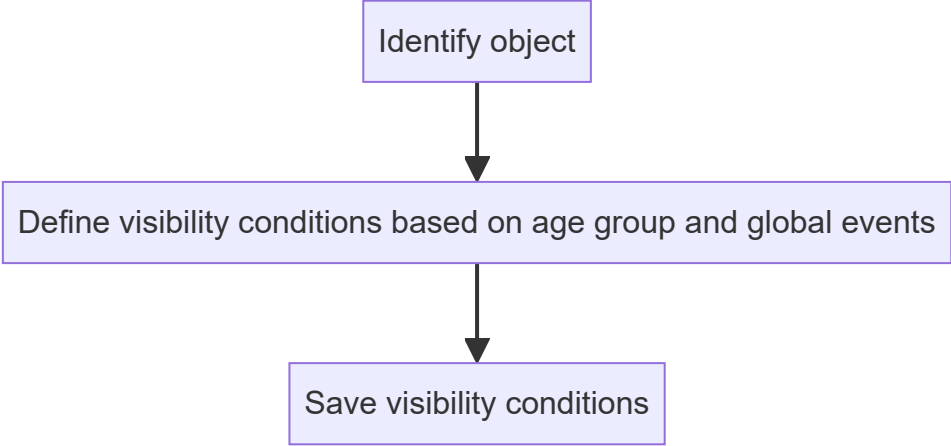 Identify object
Define visibility conditions based on age group and global events
Save visibility conditions